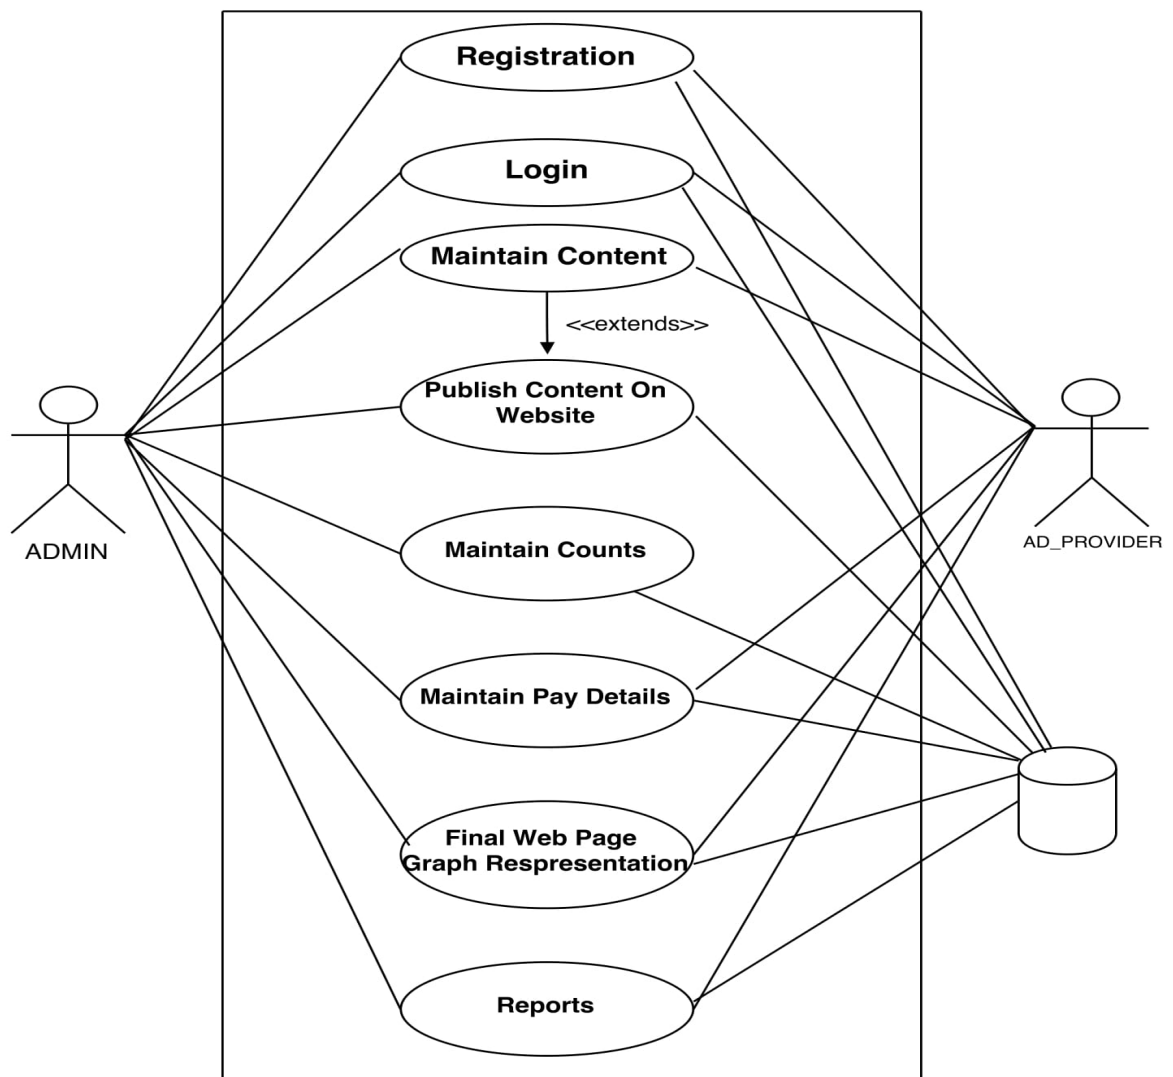 Registration
Login
Maintain Content
<<extends>>
Publish Content On
Website
ADMIN
AD_PROVIDER
Maintain Counts
Maintain Pay Details
Final Web Page
Graph Respresentation
Reports